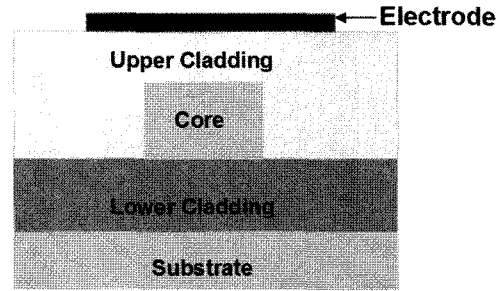 Electrode
Upper Cladding
Core
Lower Cladding
Substrate